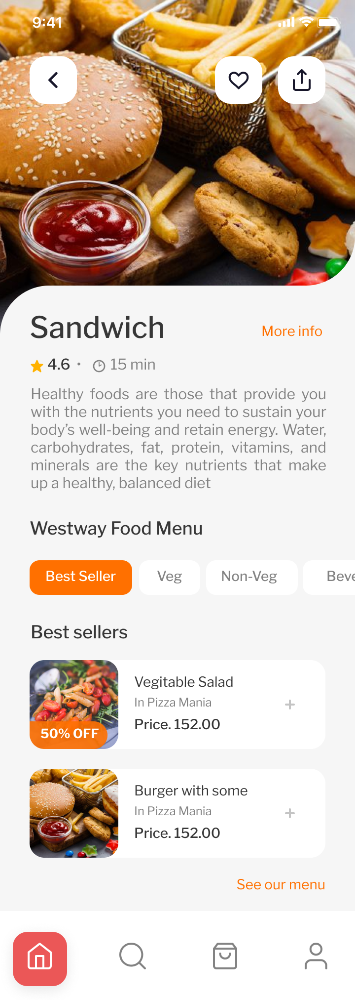 9:41
Sandwich
More info
4.6 • 15 min
Healthy foods are those that provide you
with the nutrients you need to sustain your
body’s well-being and retain energy. Water,
carbohydrates, fat, protein, vitamins, and
minerals are the key nutrients that make
up a healthy, balanced diet
Westway Food Menu
Best Seller Veg Non-Veg Beve
Best sellers
Vegitable Salad
In Pizza Mania
Price. 152.00
50% OFF
Burger with some
In Pizza Mania
Price. 152.00
See our menu